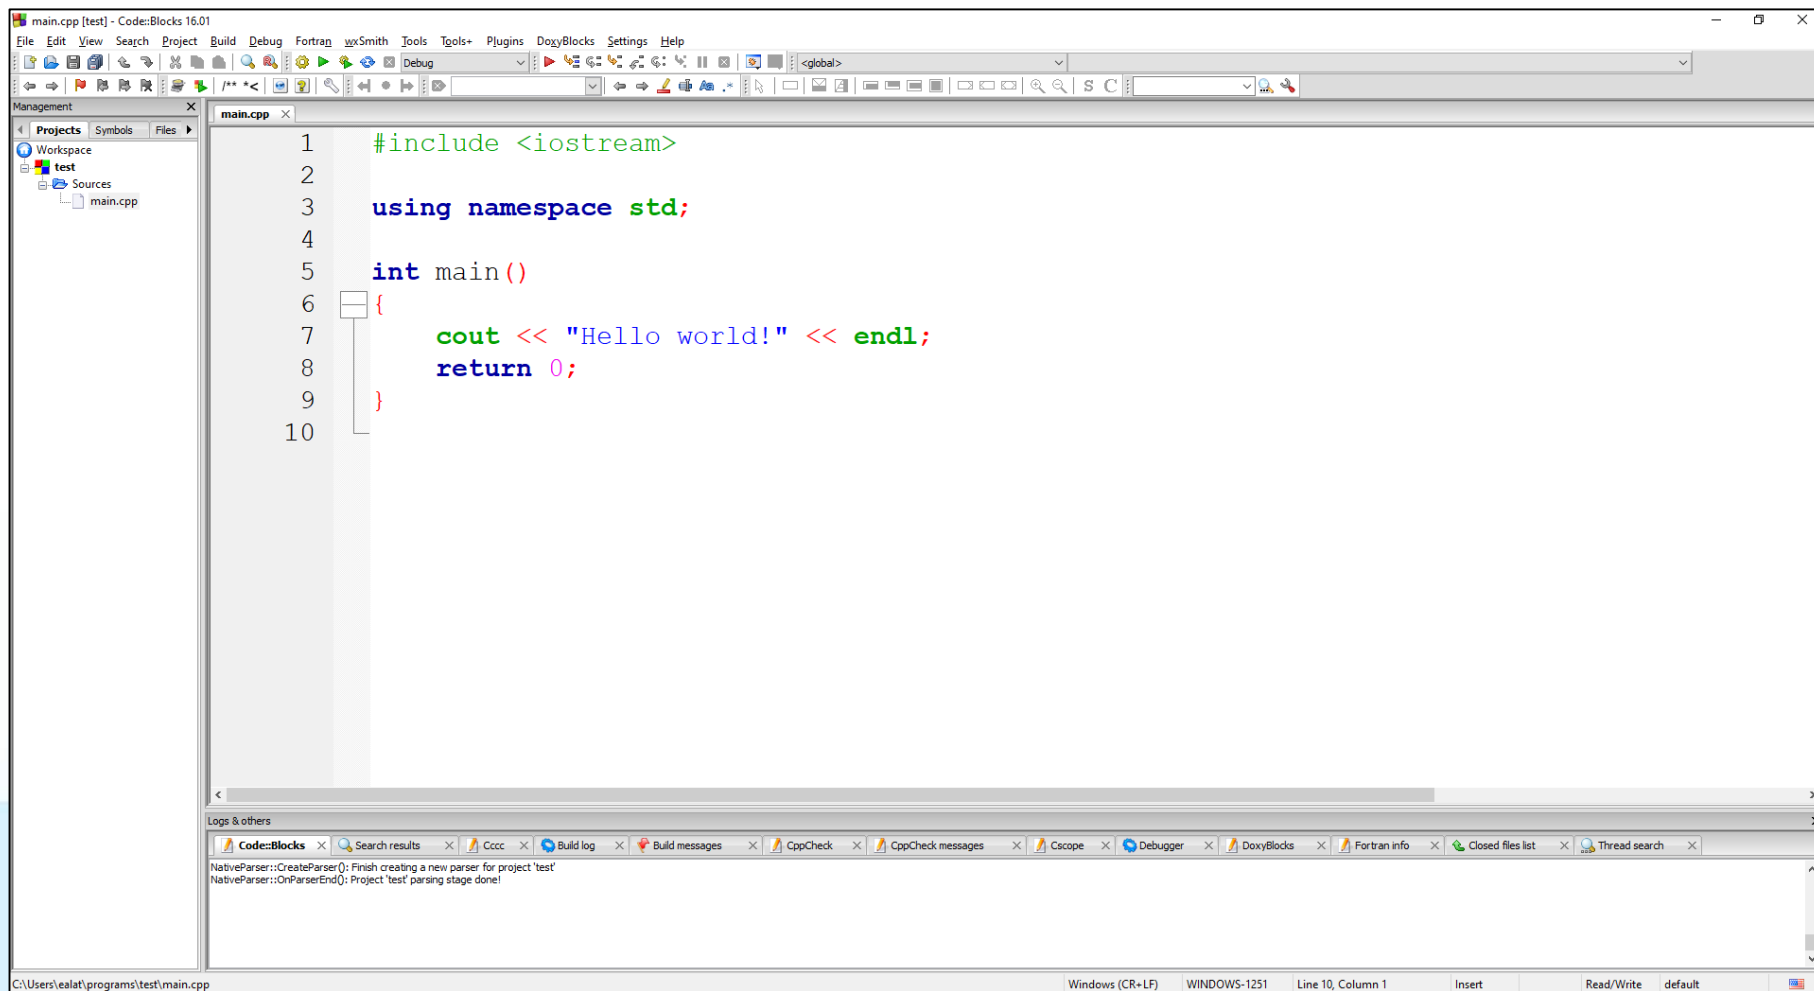 main.cpp [test] - Code::Blocks 16.01
File Edit View Search Project Build Debug Fortran wxSmith Tools Tools+ Plugins DoxyBlocks Settings Help
Debug <global>
/** *< Aa .* S C
Management
Projects Symbols Files
Workspace
test
Sources
main.cpp
main.cpp
1 #include <iostream>
2
3 using namespace std;
4
5 int main()
6 {
7 cout << "Hello world!" << endl;
8 return 0;
9 }
10
Logs & others
Code::Blocks Search results Cccc Build log Build messages CppCheck CppCheck messages Cscope Debugger DoxyBlocks Fortran info Closed files list Thread search
NativeParser::CreateParser(): Finish creating a new parser for project 'test'
NativeParser::OnParserEnd(): Project 'test' parsing stage done!
C:\Users\ealat\programs\test\main.cpp Windows (CR+LF) WINDOWS-1251 Line 10, Column 1 Insert Read/Write default